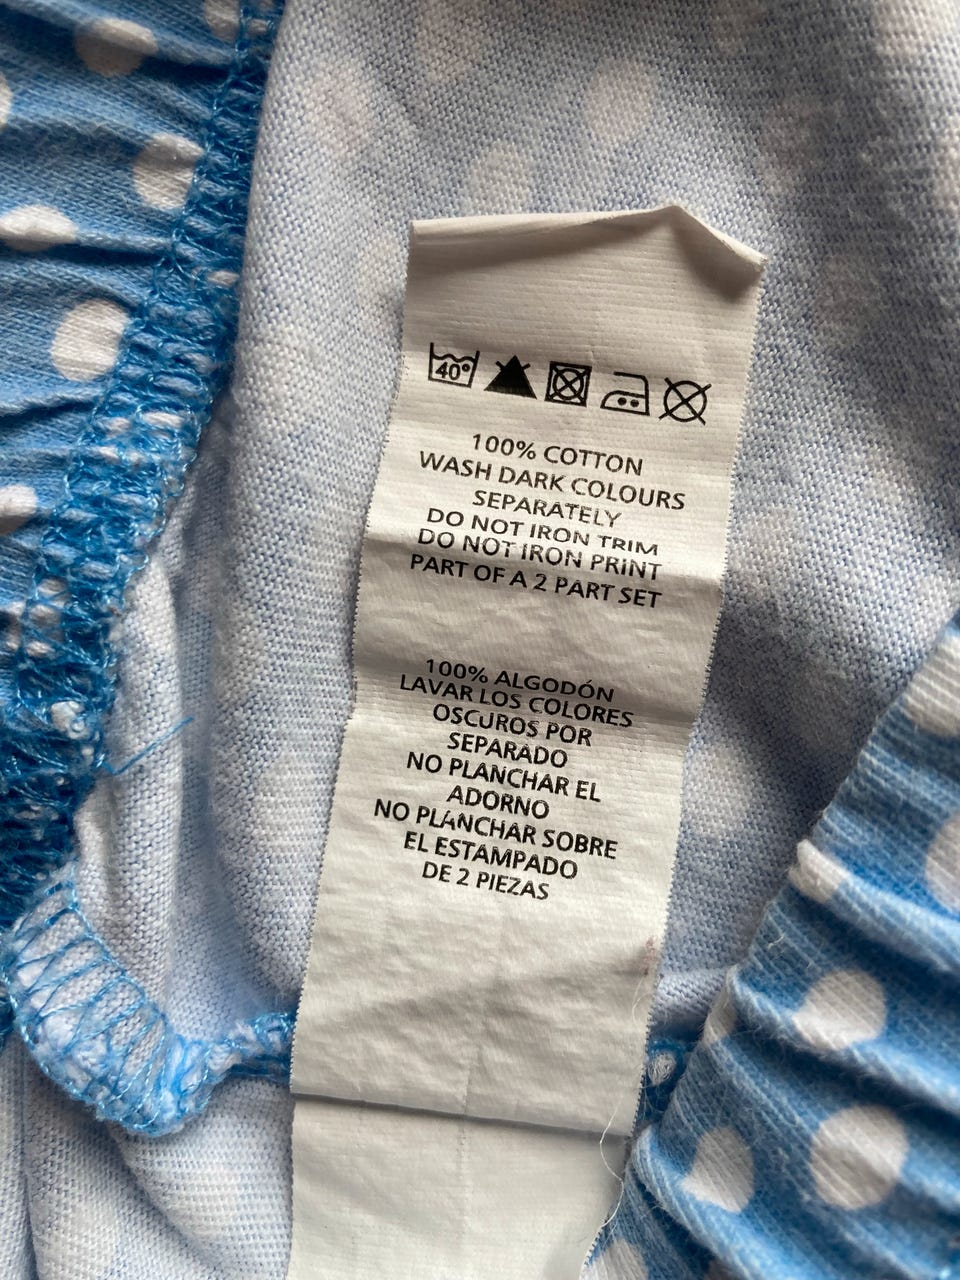 40°
100% COTTON
WASH DARK COLOURS
SEPARATELY
DO NOT IRON TRIM
DO NOT IRON PRINT
PART OF A 2 PART SET
100% ALGODÓN
LAVAR LOS COLORES
OSCUROS POR
SEPARADO
NO PLANCHAR EL
ADORNO
NO PLANCHAR SOBRE
EL ESTAMPADO
DE 2 PIEZAS